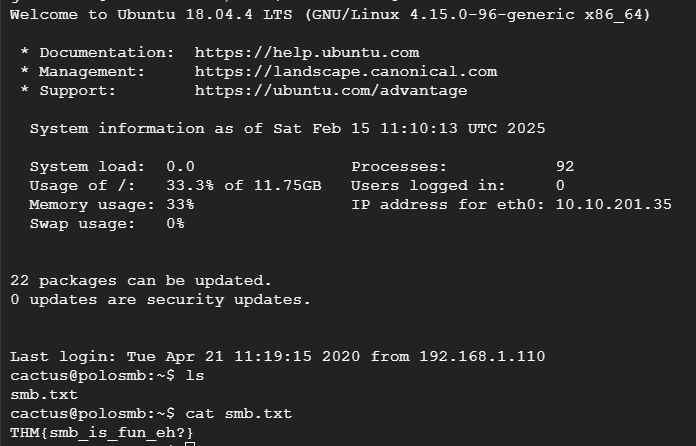 Welcome to Ubuntu 18.04.4 LTS (GNU/Linux 4.15.0-96-generic x86_64)
* Documentation:  https://help.ubuntu.com
* Management:     https://landscape.canonical.com
* Support:        https://ubuntu.com/advantage
System information as of Sat Feb 15 11:10:13 UTC 2025
System load:  0.0                Processes:           92
Usage of /:   33.3% of 11.75GB   Users logged in:     0
Memory usage: 33%                IP address for eth0: 10.10.201.35
Swap usage:   0%
22 packages can be updated.
0 updates are security updates.
Last login: Tue Apr 21 11:19:15 2020 from 192.168.1.110
cactus@polosmb:~$ ls
smb.txt
cactus@polosmb:~$ cat smb.txt
THM{smb_is_fun_eh?}